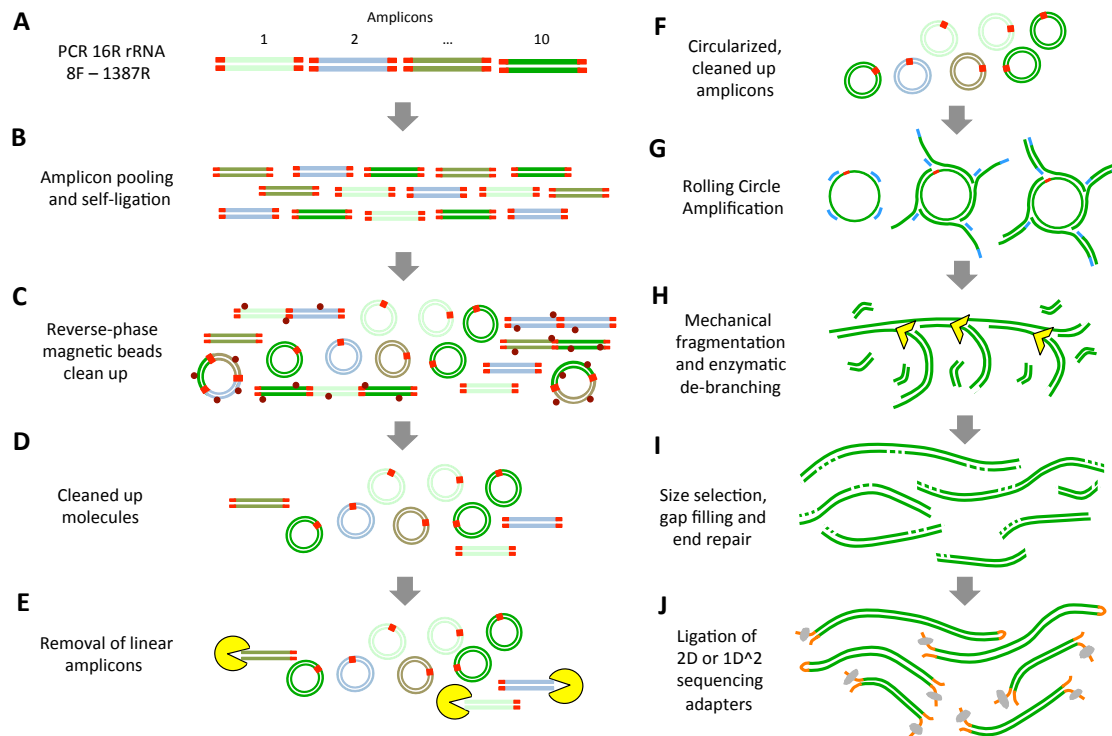 A
PCR 16R rRNA
8F – 1387R
Amplicons
1 2 ... 10
B
Amplicon pooling
and self-ligation
C
Reverse-phase
magnetic beads
clean up
D
Cleaned up
molecules
E
Removal of linear
amplicons
F
Circularized,
cleaned up
amplicons
G
Rolling Circle
Amplification
H
Mechanical
fragmentation
and enzymatic
de-branching
I
Size selection,
gap filling and
end repair
J
Ligation of
2D or 1D^2
sequencing
adapters